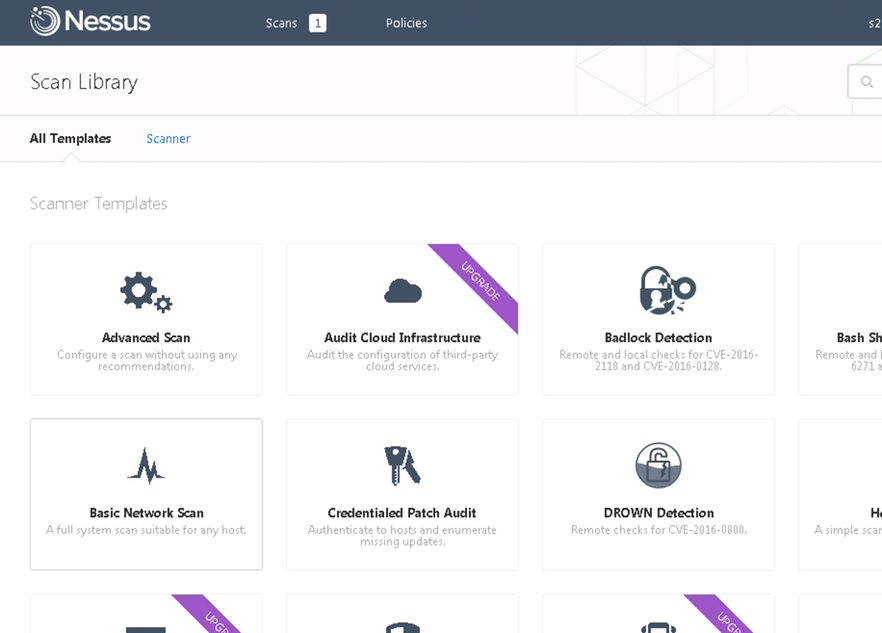 Nessus Scans 1 Policies s2
Scan Library
All Templates Scanner
Scanner Templates
UPGRADE
Advanced Scan
Configure a scan without using any
recommendations.
Audit Cloud Infrastructure
Audit the configuration of third-party
cloud services.
Badlock Detection
Remote and local checks for CVE-2016-
2118 and CVE-2016-0128.
Bash Sh
Remote and l
6271 a
Basic Network Scan
A full system scan suitable for any host.
Credentialed Patch Audit
Authenticate to hosts and enumerate
missing updates.
DROWN Detection
Remote checks for CVE-2016-0800.
He
A simple scan
UPGR
UPGR